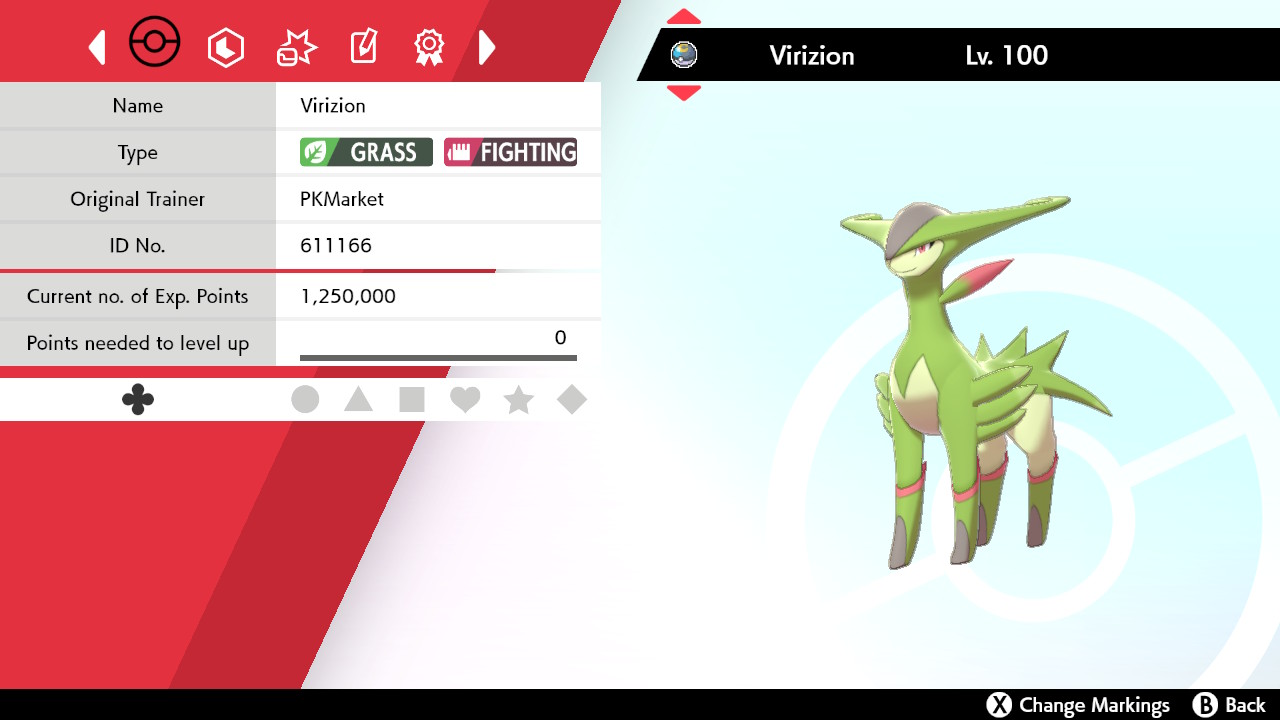 Virizion Lv. 100
Name Virizion
Type GRASS FIGHTING
Original Trainer PKMarket
ID No. 611166
Current no. of Exp. Points 1,250,000
Points needed to level up 0
X Change Markings B Back